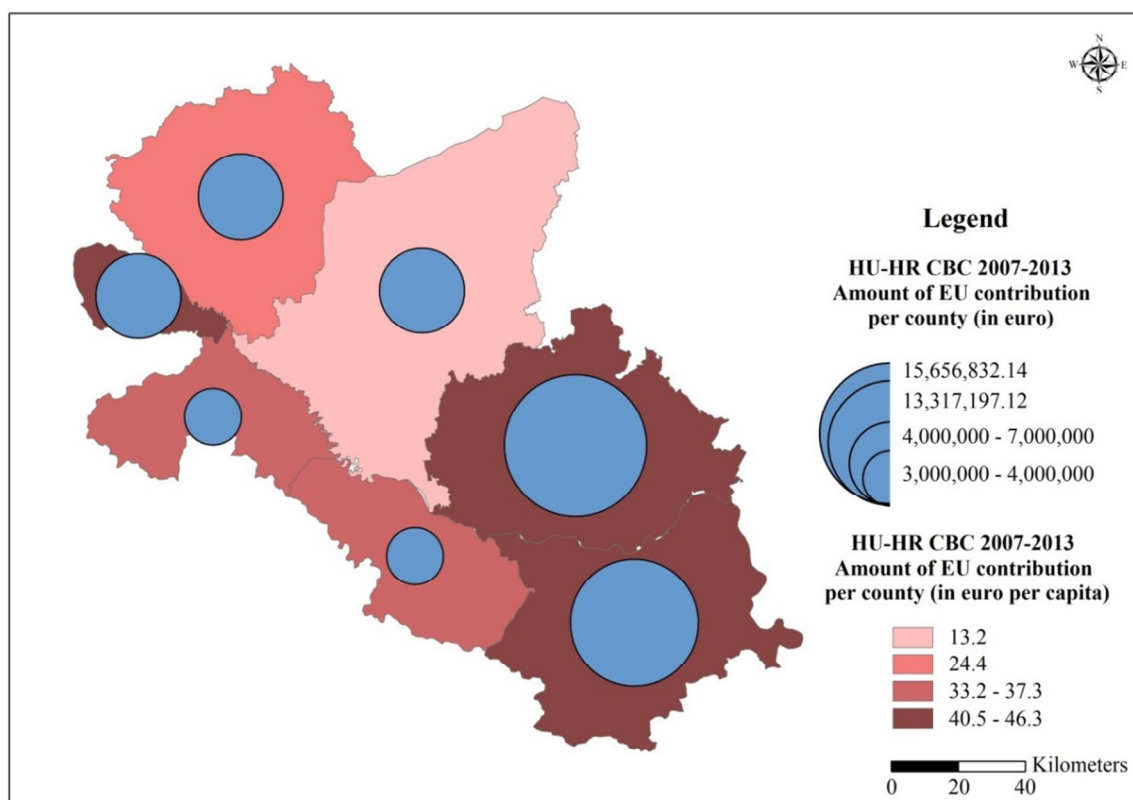 N
W E
S
Legend
HU-HR CBC 2007-2013
Amount of EU contribution
per county (in euro)
15,656,832.14
13,317,197.12
4,000,000 - 7,000,000
3,000,000 - 4,000,000
HU-HR CBC 2007-2013
Amount of EU contribution
per county (in euro per capita)
13.2
24.4
33.2 - 37.3
40.5 - 46.3
Kilometers
0 20 40